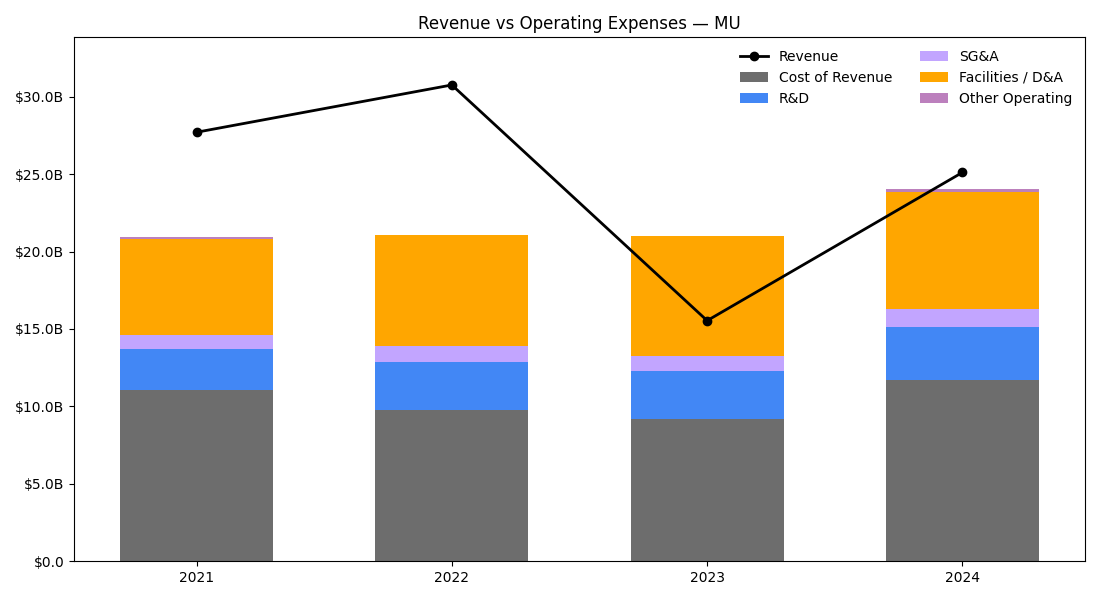 Revenue vs Operating Expenses — MU
Revenue
Cost of Revenue
R&D
SG&A
Facilities / D&A
Other Operating
$30.0B
$25.0B
$20.0B
$15.0B
$10.0B
$5.0B
$0.0
2021
2022
2023
2024